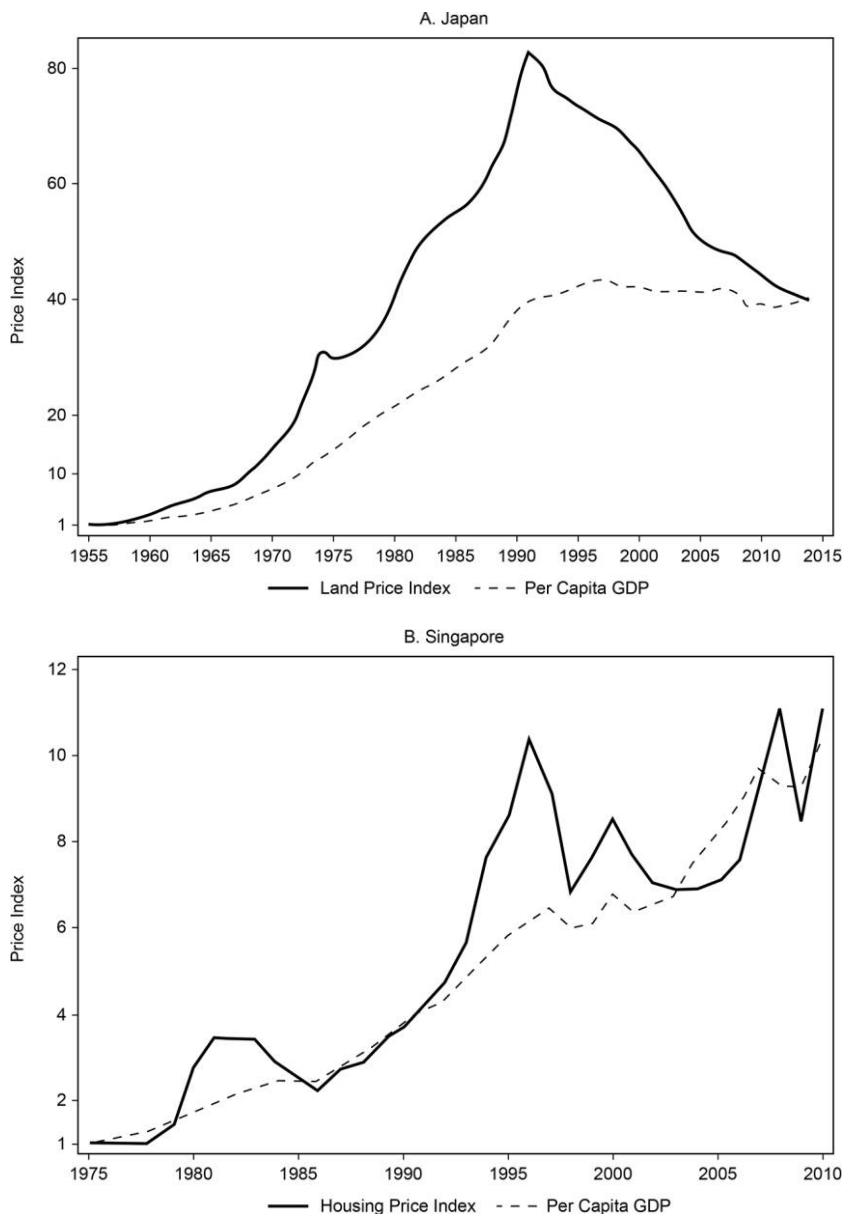 A. Japan
Price Index
80
60
40
20
10
1
1955 1960 1965 1970 1975 1980 1985 1990 1995 2000 2005 2010 2015
Land Price Index Per Capita GDP
B. Singapore
Price Index
12
10
8
6
4
2
1
1975 1980 1985 1990 1995 2000 2005 2010
Housing Price Index Per Capita GDP